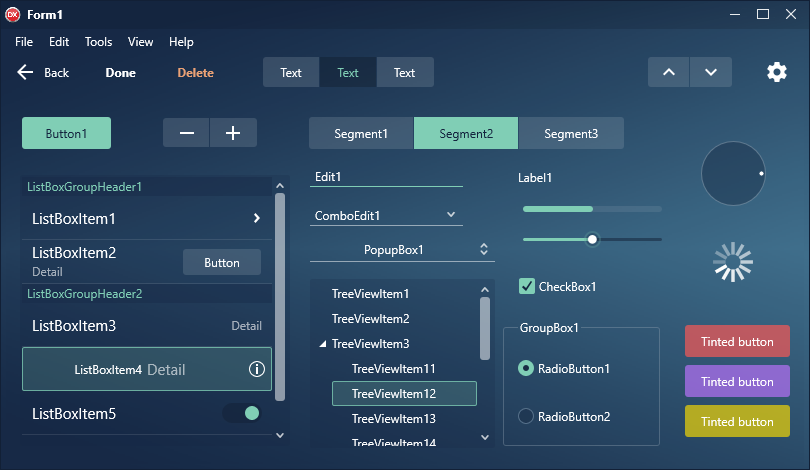 DX Form1
File Edit Tools View Help
Back Done Delete Text Text Text
Button1 Segment1 Segment2 Segment3
ListBoxGroupHeader1
ListBoxItem1
ListBoxItem2
Detail
Button
ListBoxGroupHeader2
ListBoxItem3 Detail
ListBoxItem4 Detail
ListBoxItem5
Edit1
ComboEdit1
PopupBox1
TreeViewItem1
TreeViewItem2
TreeViewItem3
TreeViewItem11
TreeViewItem12
TreeViewItem13
TreeViewItem14
Label1
CheckBox1
GroupBox1
RadioButton1
RadioButton2
Tinted button
Tinted button
Tinted button